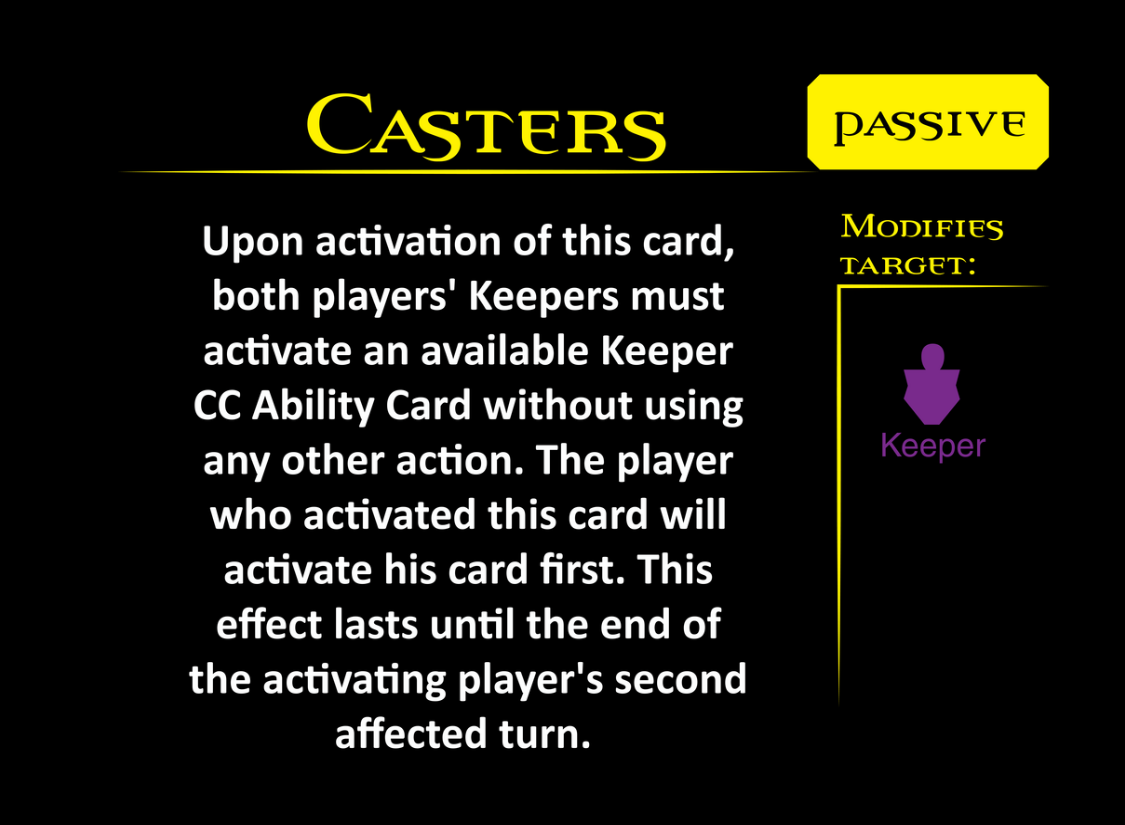 Casters
passive
Modifies
target:
Keeper
Upon activation of this card,
both players' Keepers must
activate an available Keeper
CC Ability Card without using
any other action. The player
who activated this card will
activate his card first. This
effect lasts until the end of
the activating player's second
affected turn.